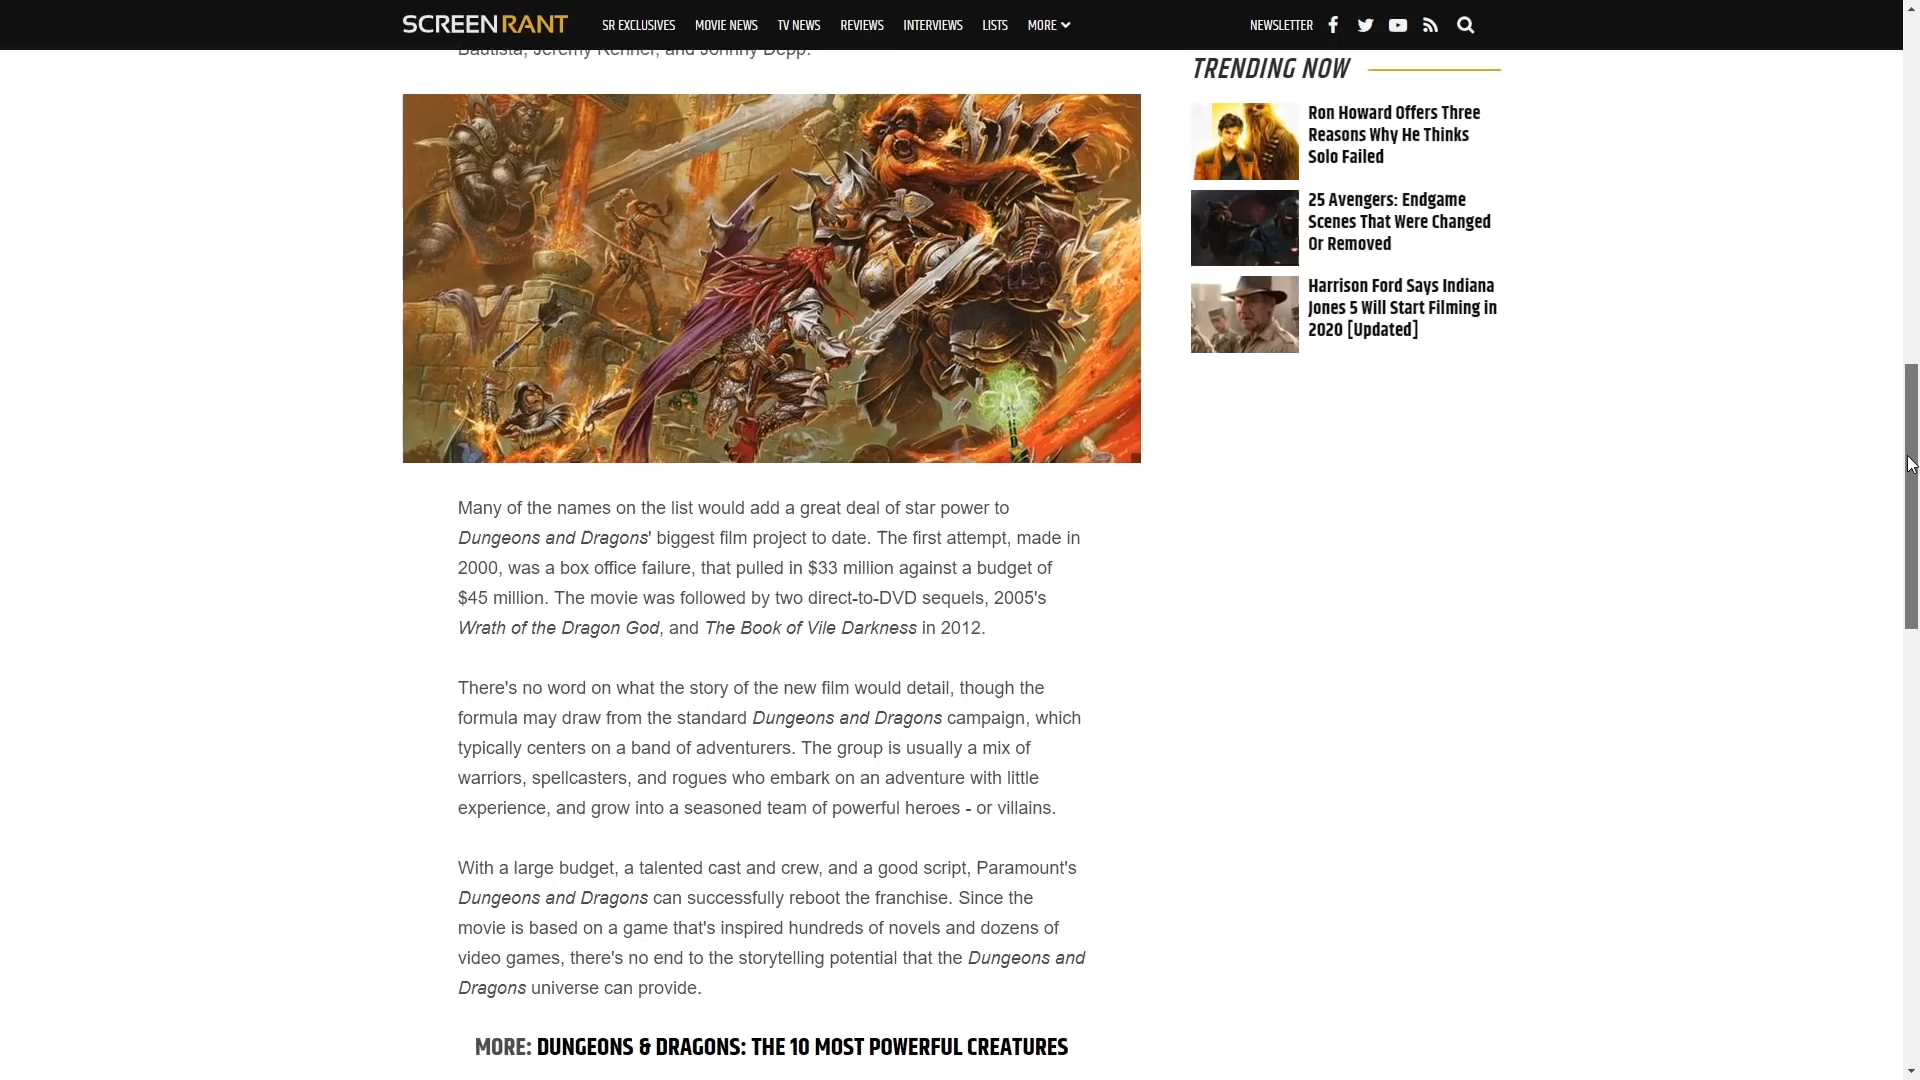 SCREENRANT SR EXCLUSIVES MOVIE NEWS TV NEWS REVIEWS INTERVIEWS LISTS MORE NEWSLETTER
Bautista, Jeremy Renner, and Johnny Depp.
Many of the names on the list would add a great deal of star power to
Dungeons and Dragons' biggest film project to date. The first attempt, made in
2000, was a box office failure, that pulled in $33 million against a budget of
$45 million. The movie was followed by two direct-to-DVD sequels, 2005's
Wrath of the Dragon God, and The Book of Vile Darkness in 2012.
There's no word on what the story of the new film would detail, though the
formula may draw from the standard Dungeons and Dragons campaign, which
typically centers on a band of adventurers. The group is usually a mix of
warriors, spellcasters, and rogues who embark on an adventure with little
experience, and grow into a seasoned team of powerful heroes - or villains.
With a large budget, a talented cast and crew, and a good script, Paramount's
Dungeons and Dragons can successfully reboot the franchise. Since the
movie is based on a game that's inspired hundreds of novels and dozens of
video games, there's no end to the storytelling potential that the Dungeons and
Dragons universe can provide.
MORE: DUNGEONS & DRAGONS: THE 10 MOST POWERFUL CREATURES
TRENDING NOW
Ron Howard Offers Three
Reasons Why He Thinks
Solo Failed
25 Avengers: Endgame
Scenes That Were Changed
Or Removed
Harrison Ford Says Indiana
Jones 5 Will Start Filming in
2020 [Updated]